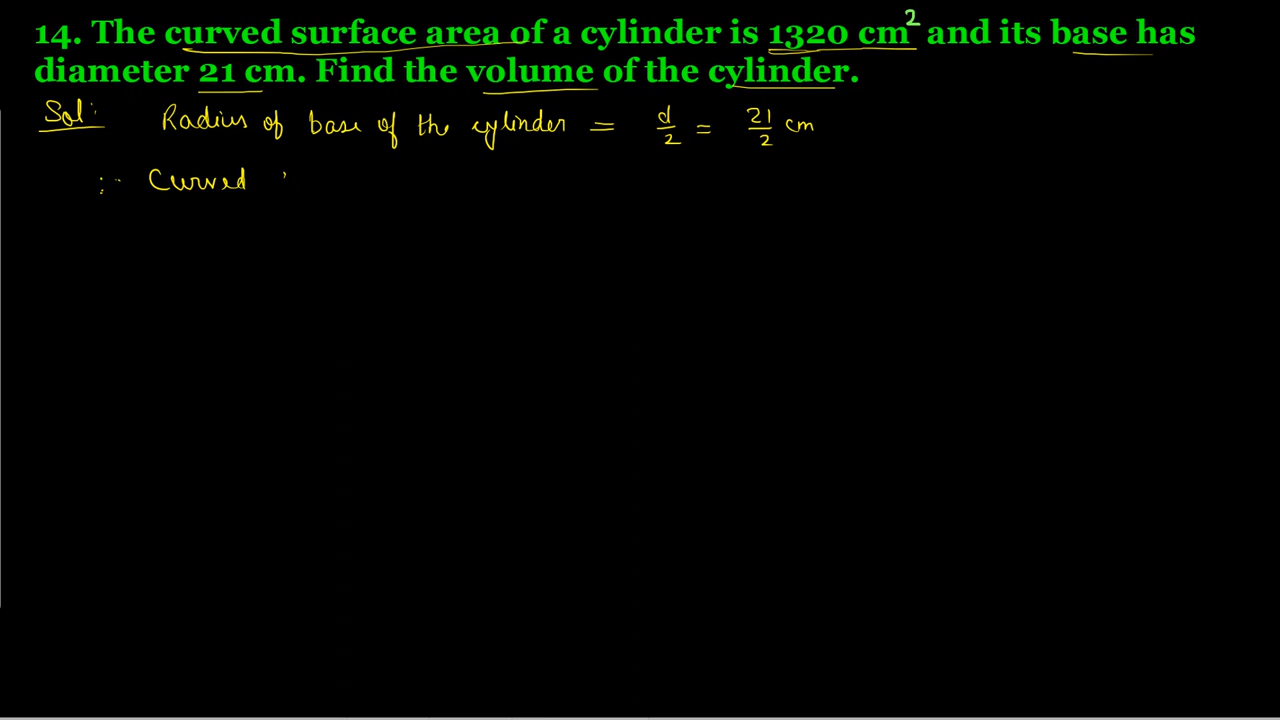 14. The curved surface area of a cylinder is 1320 cm² and its base has
diameter 21 cm. Find the volume of the cylinder.
Sol: Radius of base of the cylinder = d/2 = 21/2 cm
∵ Curved